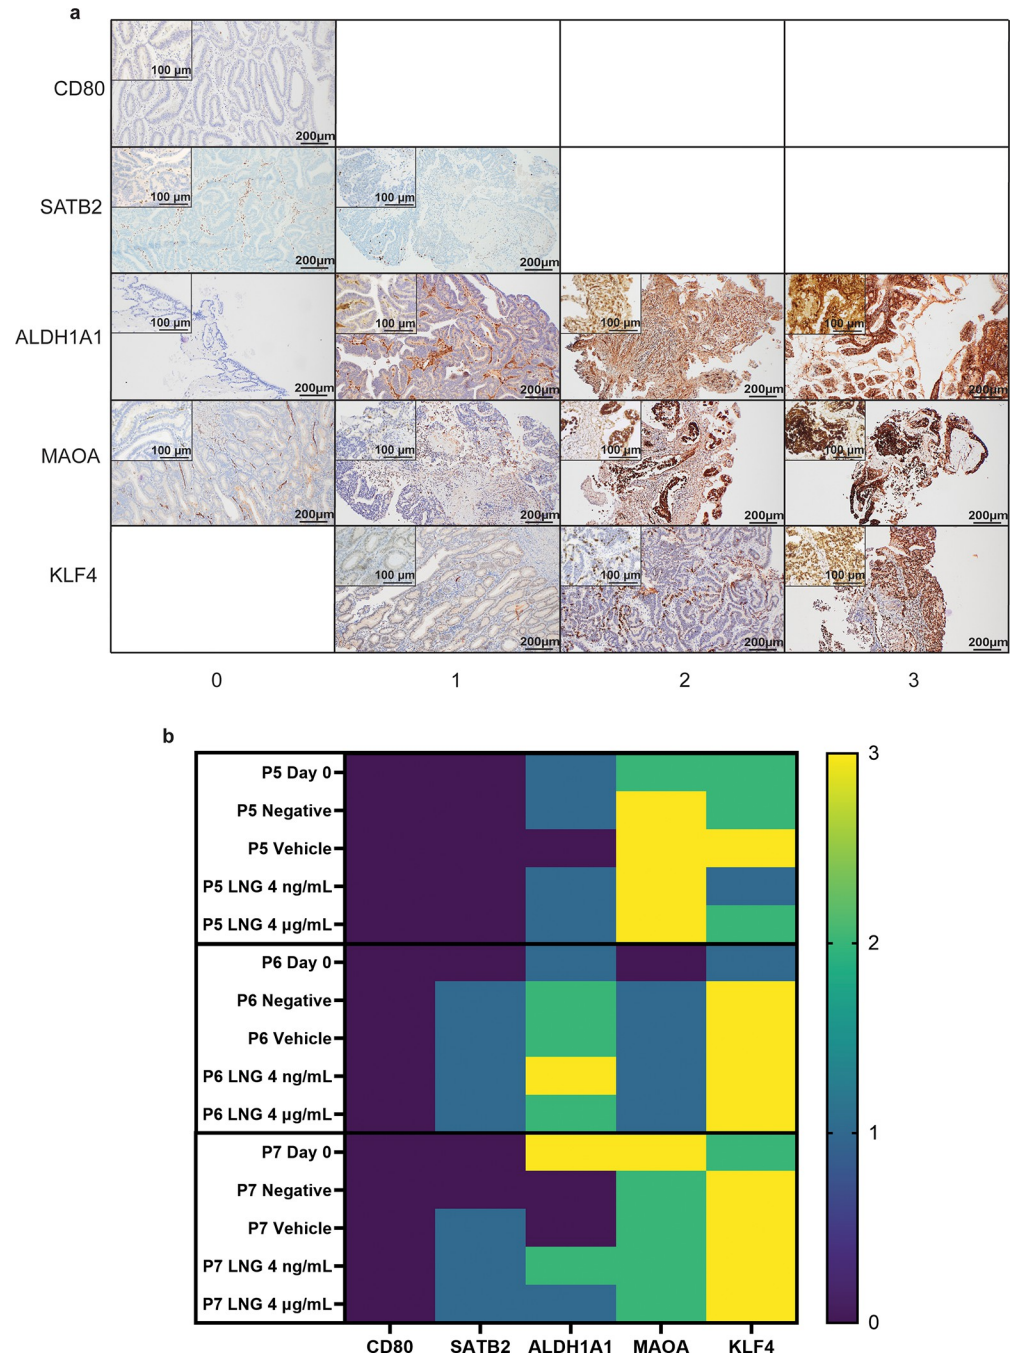 a
CD80
100 µm
200µm
SATB2
100 µm
200µm
100 µm
200µm
ALDH1A1
100 µm
200µm
100 µm
200µm
100 µm
200µm
100 µm
200µm
MAOA
100 µm
200µm
100 µm
200µm
100 µm
200µm
100 µm
200µm
KLF4
100 µm
200µm
100 µm
200µm
100 µm
200µm
0 1 2 3
b
P5 Day 0
P5 Negative
P5 Vehicle
P5 LNG 4 ng/mL
P5 LNG 4 µg/mL
P6 Day 0
P6 Negative
P6 Vehicle
P6 LNG 4 ng/mL
P6 LNG 4 µg/mL
P7 Day 0
P7 Negative
P7 Vehicle
P7 LNG 4 ng/mL
P7 LNG 4 µg/mL
CD80 SATB2 ALDH1A1 MAOA KLF4
3
2
1
0